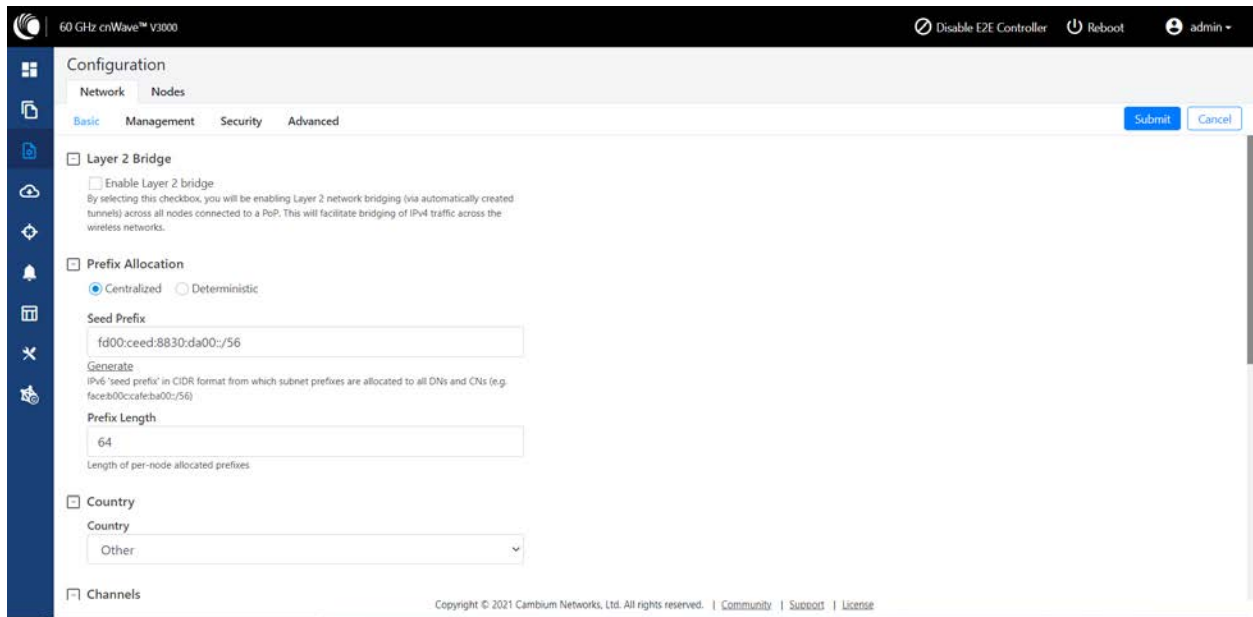 60 GHz cnWave™ V3000
Disable E2E Controller
Reboot
admin
Configuration
Network Nodes
Basic Management Security Advanced
Submit Cancel
Layer 2 Bridge
Enable Layer 2 bridge
By selecting this checkbox, you will be enabling Layer 2 network bridging (via automatically created
tunnels) across all nodes connected to a PoP. This will facilitate bridging of IPv4 traffic across the
wireless networks.
Prefix Allocation
Centralized Deterministic
Seed Prefix
fd00:ceed:8830:da00::/56
Generate
IPv6 'seed prefix' in CIDR format from which subnet prefixes are allocated to all DNs and CNs (e.g.
face:b00c:cafe:ba00::/56)
Prefix Length
64
Length of per-node allocated prefixes
Country
Country
Other
Channels
Copyright © 2021 Cambium Networks, Ltd. All rights reserved. | Community | Support | License